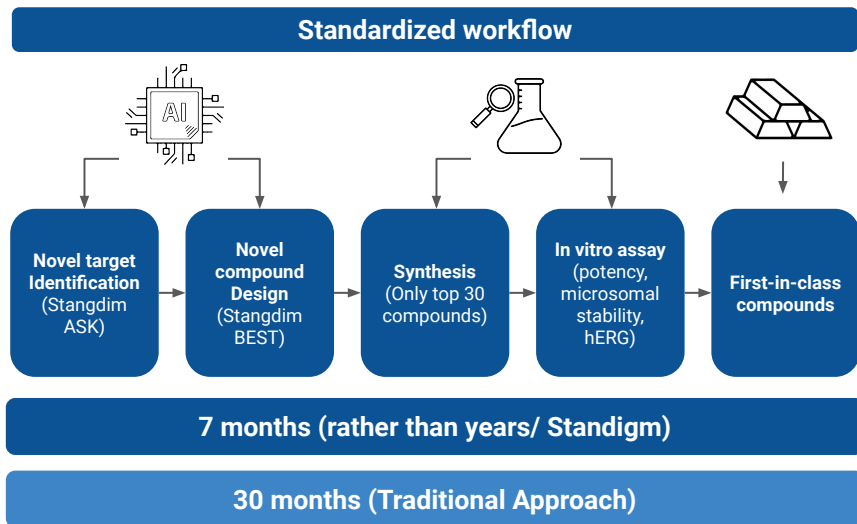 Standardized workflow
AI
Novel target
Identification
(Stangdim
ASK)
Novel
compound
Design
(Stangdim
BEST)
Synthesis
(Only top 30
compounds)
In vitro assay
(potency,
microsomal
stability,
hERG)
First-in-class
compounds
7 months (rather than years/ Standigm)
30 months (Traditional Approach)